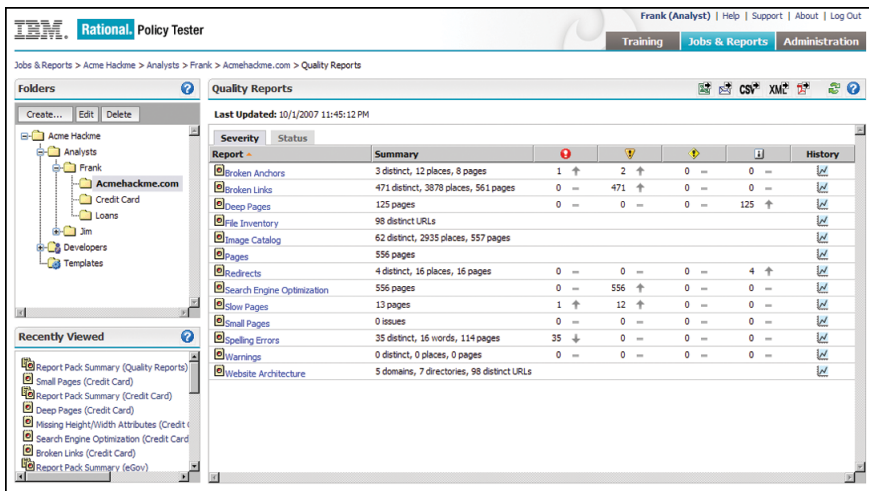 Frank (Analyst) | Help | Support | About | Log Out
IBM. Rational. Policy Tester
Training Jobs & Reports Administration
Jobs & Reports > Acme Hackme > Analysts > Frank > Acmehackme.com > Quality Reports
Folders
Create... Edit Delete
Acme Hackme
Analysts
Frank
Acmehackme.com
Credit Card
Loans
Jim
Developers
Templates
Recently Viewed
Report Pack Summary (Quality Reports)
Small Pages (Credit Card)
Report Pack Summary (Credit Card)
Deep Pages (Credit Card)
Missing Height/Width Attributes (Credit
Search Engine Optimization (Credit Card
Broken Links (Credit Card)
Report Pack Summary (eGov)
Quality Reports CSV XML
Last Updated: 10/1/2007 11:45:12 PM
Severity Status
Report Summary History
Broken Anchors 3 distinct, 12 places, 8 pages 1 2 0 0
Broken Links 471 distinct, 3878 places, 561 pages 0 471 0 0
Deep Pages 125 pages 0 0 0 125
File Inventory 98 distinct URLs
Image Catalog 62 distinct, 2935 places, 557 pages
Pages 556 pages
Redirects 4 distinct, 16 places, 16 pages 0 0 0 4
Search Engine Optimization 556 pages 0 556 0 0
Slow Pages 13 pages 1 12 0 0
Small Pages 0 issues 0 0 0 0
Spelling Errors 35 distinct, 16 words, 114 pages 35 0 0 0
Warnings 0 distinct, 0 places, 0 pages 0 0 0 0
Website Architecture 5 domains, 7 directories, 98 distinct URLs